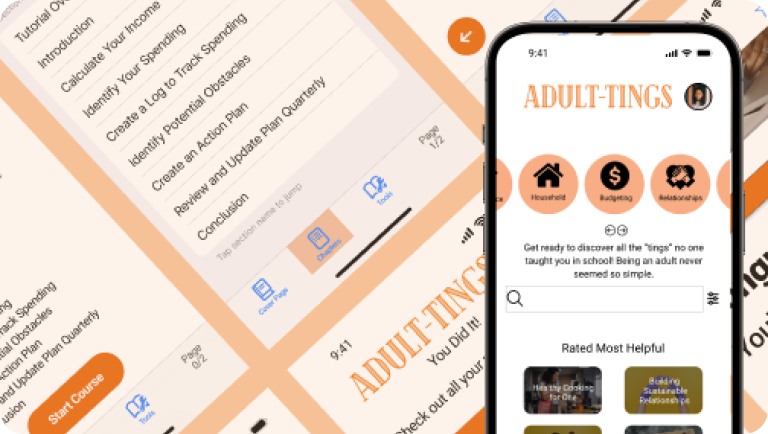 Tutorial Ove
Introduction
Calculate Your Income
Identify Your Spending
Create a Log to Track Spending
Identify Potential Obstacles
Create an Action Plan
Review and Update Plan Quarterly
Conclusion
Tap section name to jump
Page
1/2
Cover Page
Chapters
Tools
ng
Track Spending
ntial Obstacles
ction Plan
and Update Plan Quarterly
usion
Start Course
Page
0/2
Tools
9:41
ADULT-TINGS
You Did It!
Check out all your
9:41
ADULT-TINGS
Household
Budgeting
Relationships
Get ready to discover all the "tings" no one
taught you in school! Being an adult never
seemed so simple.
Rated Most Helpful
Healthy Cooking
for One
Building
Sustainable
Relationships